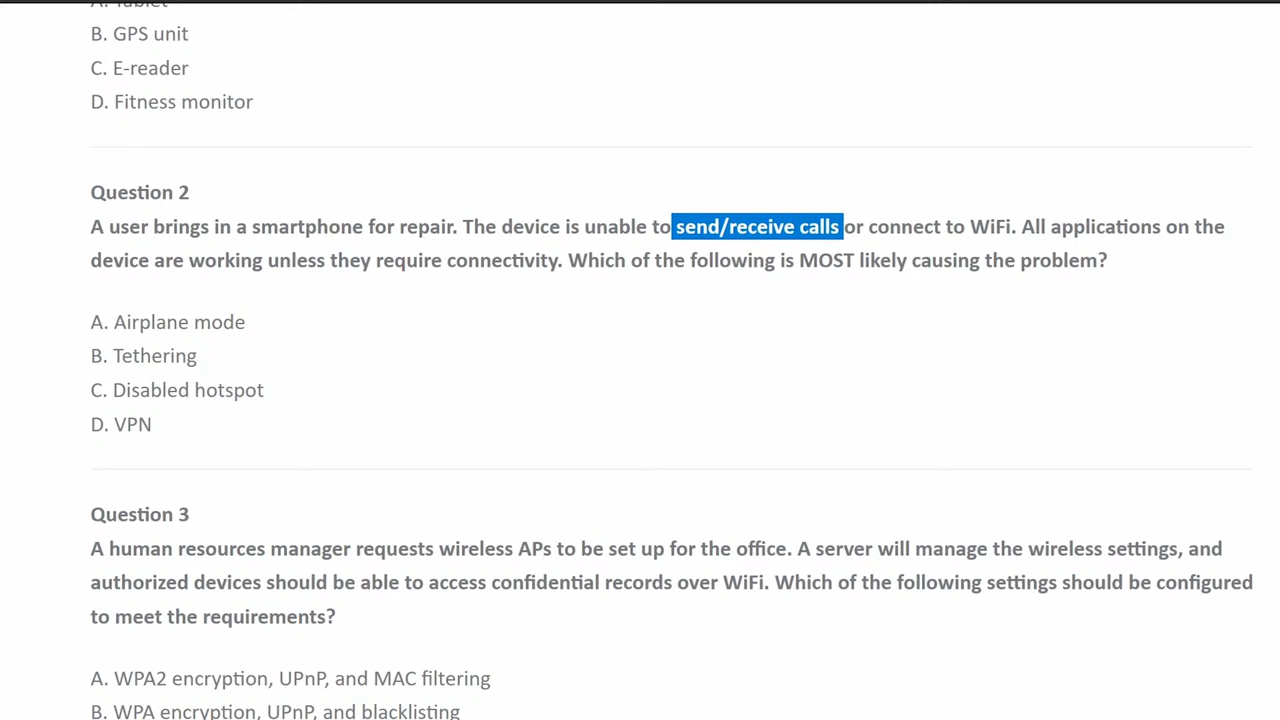 A. Tablet
B. GPS unit
C. E-reader
D. Fitness monitor
Question 2
A user brings in a smartphone for repair. The device is unable to send/receive calls or connect to WiFi. All applications on the
device are working unless they require connectivity. Which of the following is MOST likely causing the problem?
A. Airplane mode
B. Tethering
C. Disabled hotspot
D. VPN
Question 3
A human resources manager requests wireless APs to be set up for the office. A server will manage the wireless settings, and
authorized devices should be able to access confidential records over WiFi. Which of the following settings should be configured
to meet the requirements?
A. WPA2 encryption, UPnP, and MAC filtering
B. WPA encryption, UPnP, and blacklisting